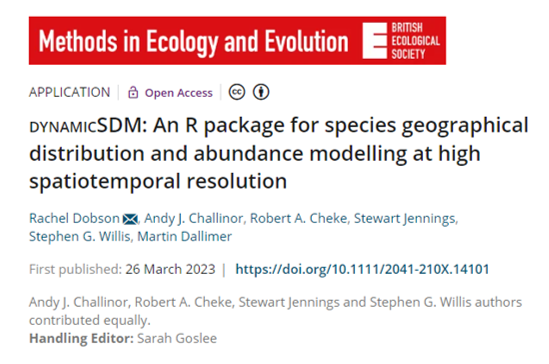 Methods in Ecology and Evolution
BRITISH
ECOLOGICAL
SOCIETY
APPLICATION Open Access
DYNAMICSDM: An R package for species geographical
distribution and abundance modelling at high
spatiotemporal resolution
Rachel Dobson, Andy J. Challinor, Robert A. Cheke, Stewart Jennings,
Stephen G. Willis, Martin Dallimer
First published: 26 March 2023 | https://doi.org/10.1111/2041-210X.14101
Andy J. Challinor, Robert A. Cheke, Stewart Jennings and Stephen G. Willis authors
contributed equally.
Handling Editor: Sarah Goslee